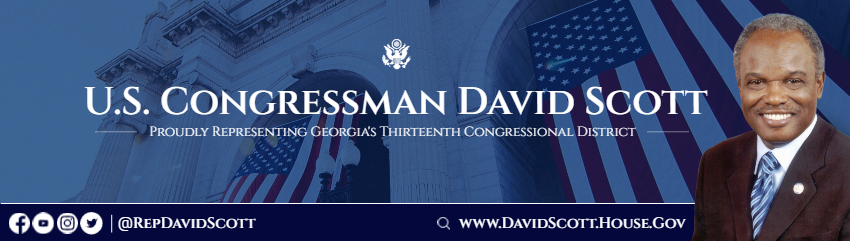 U.S. Congressman David Scott
Proudly Representing Georgia's Thirteenth Congressional District
@RepDavidScott
www.DavidScott.House.Gov